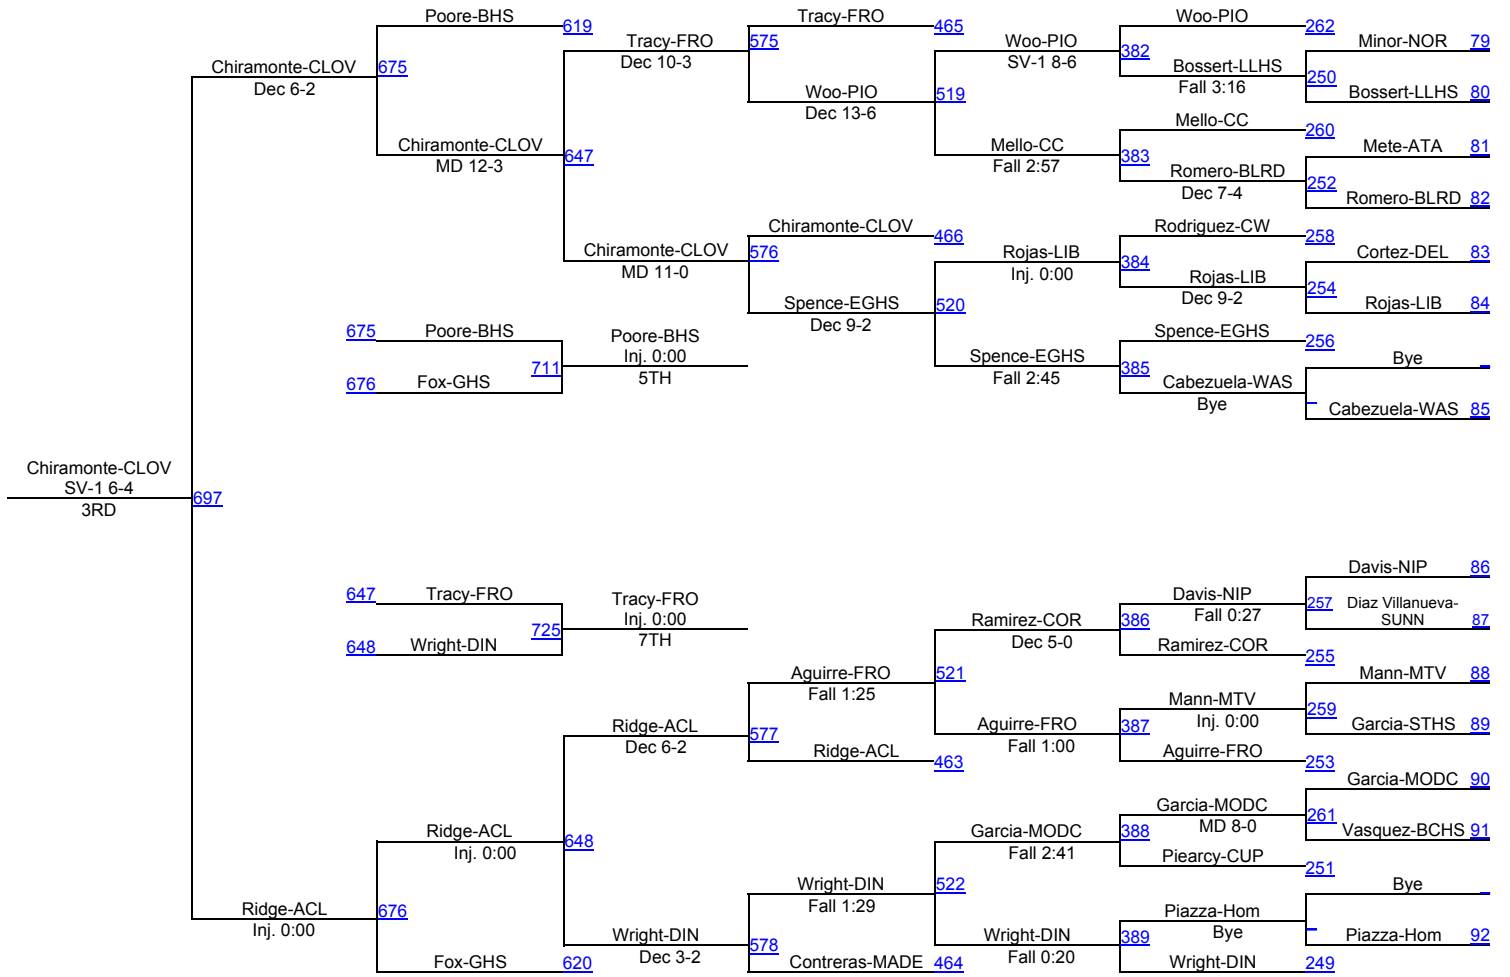 Poore-BHS
619
Tracy-FRO
465
Woo-PIO
262
Tracy-FRO
Dec 10-3
575
Woo-PIO
SV-1 8-6
382
Minor-NOR 79
Chiramonte-CLOV
Dec 6-2
675
Bossert-LLHS
Fall 3:16
250
Woo-PIO
Dec 13-6
519
Bossert-LLHS 80
Mello-CC
260
Chiramonte-CLOV
MD 12-3
647
Mello-CC
Fall 2:57
383
Mete-ATA 81
Romero-BLRD
Dec 7-4
252
Romero-BLRD 82
Chiramonte-CLOV
466
Rodriguez-CW
258
Chiramonte-CLOV
MD 11-0
576
Rojas-LIB
Inj. 0:00
384
Cortez-DEL 83
Rojas-LIB
Dec 9-2
254
Spence-EGHS
Dec 9-2
520
Rojas-LIB 84
675
Poore-BHS
Poore-BHS
Inj. 0:00
5TH
711
Spence-EGHS
256
Spence-EGHS
Fall 2:45
385
Bye
676
Fox-GHS
Cabezuela-WAS
Bye
Cabezuela-WAS 85
Chiramonte-CLOV
SV-1 6-4
3RD
697
Davis-NIP 86
647
Tracy-FRO
Tracy-FRO
Inj. 0:00
7TH
725
Davis-NIP
Fall 0:27
257
Diaz Villanueva-
SUNN 87
Ramirez-COR
Dec 5-0
386
648
Wright-DIN
Ramirez-COR
255
Aguirre-FRO
Fall 1:25
521
Mann-MTV 88
Mann-MTV
Inj. 0:00
259
Ridge-ACL
Dec 6-2
577
Aguirre-FRO
Fall 1:00
387
Garcia-STHS 89
Ridge-ACL
463
Aguirre-FRO
253
Garcia-MODC 90
Garcia-MODC
MD 8-0
261
Ridge-ACL
Inj. 0:00
648
Garcia-MODC
Fall 2:41
388
Vasquez-BCHS 91
Piearcy-CUP
251
Wright-DIN
Fall 1:29
522
Bye
Ridge-ACL
Inj. 0:00
676
Piazza-Hom
Bye
Wright-DIN
Dec 3-2
578
Wright-DIN
Fall 0:20
389
Piazza-Hom 92
Fox-GHS
620
Contreras-MADE
464
Wright-DIN
249